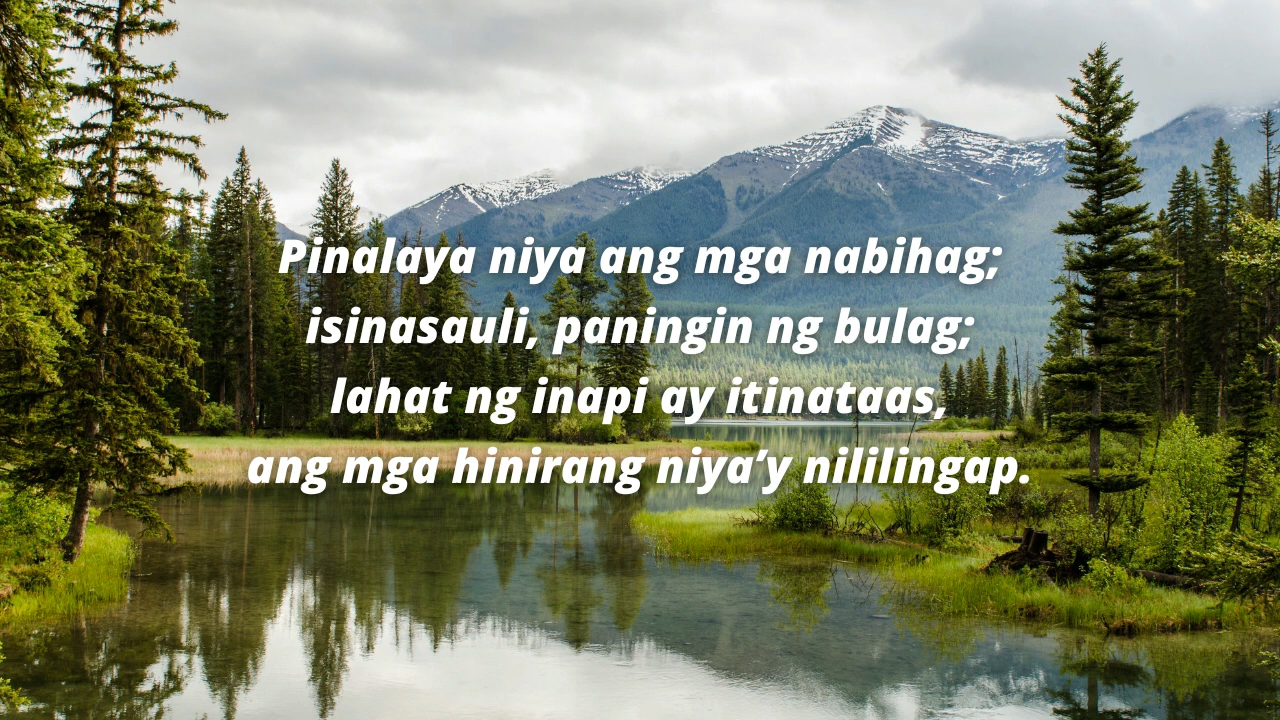 Pinalaya niya ang mga nabihag;
isinasauli, paningin ng bulag;
lahat ng inapi ay itinataas,
ang mga hinirang niya’y nililingap.